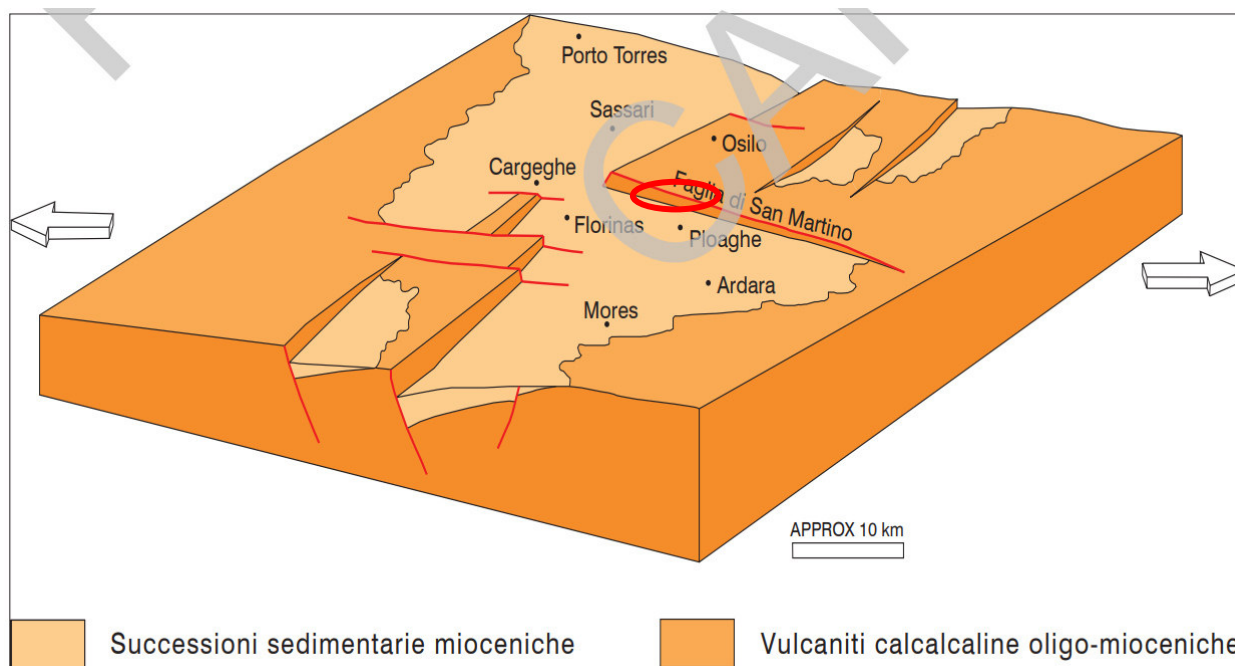 Porto Torres
Sassari
Osilo
Cargeghe
Faglia di San Martino
Florinas
Ploaghe
Ardara
Mores
APPROX 10 km
Successioni sedimentarie mioceniche
Vulcaniti calcalcaline oligo-mioceniche